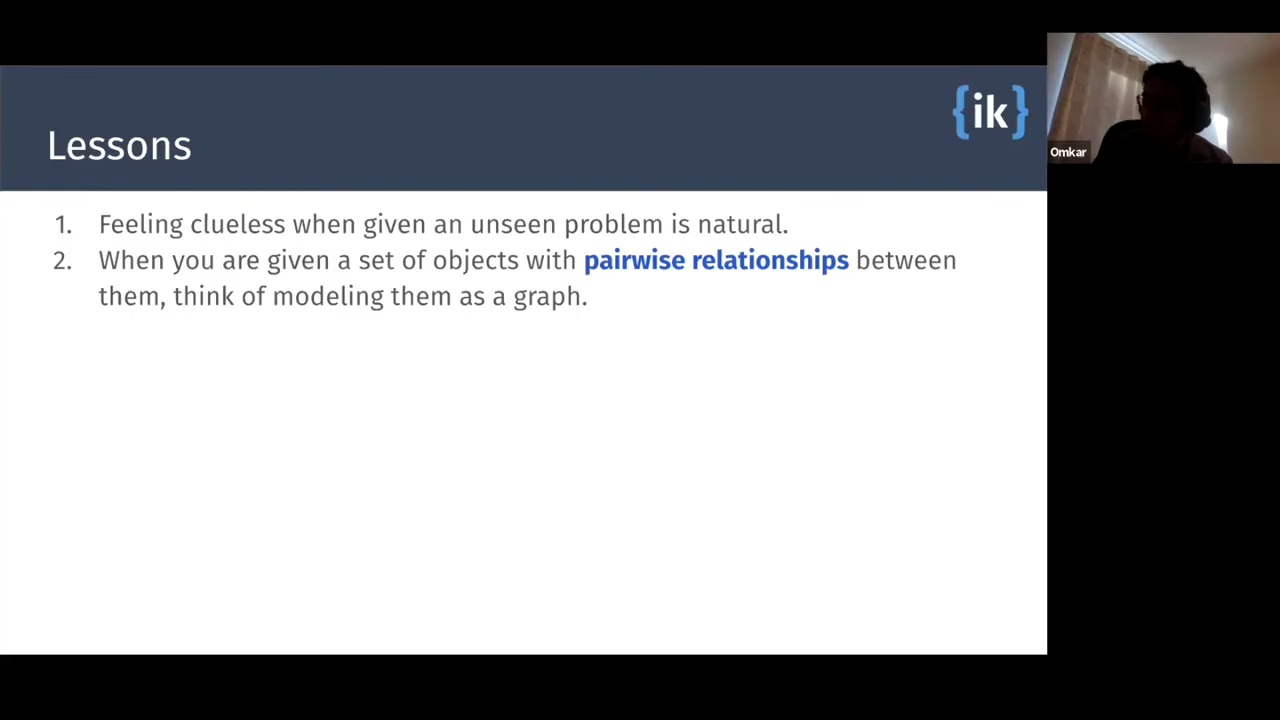 {ik}
Lessons
1. Feeling clueless when given an unseen problem is natural.
2. When you are given a set of objects with pairwise relationships between
them, think of modeling them as a graph.
Omkar